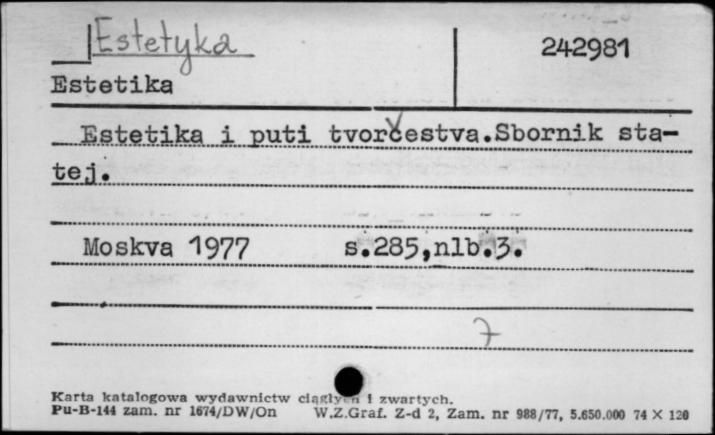 Estetyka
242981
Estetika
Estetika i puti tvorčestva.Sbornik sta-
tej.
Moskva 1977 s.285,nlb.3.
7
Karta katalogowa wydawnictw ciągłych i zwartych.
Pu-B-144 zam. nr 1674/DW/On W.Z.Graf. Z-d 2, Zam. nr 988/77, 5.650.000 74 × 120